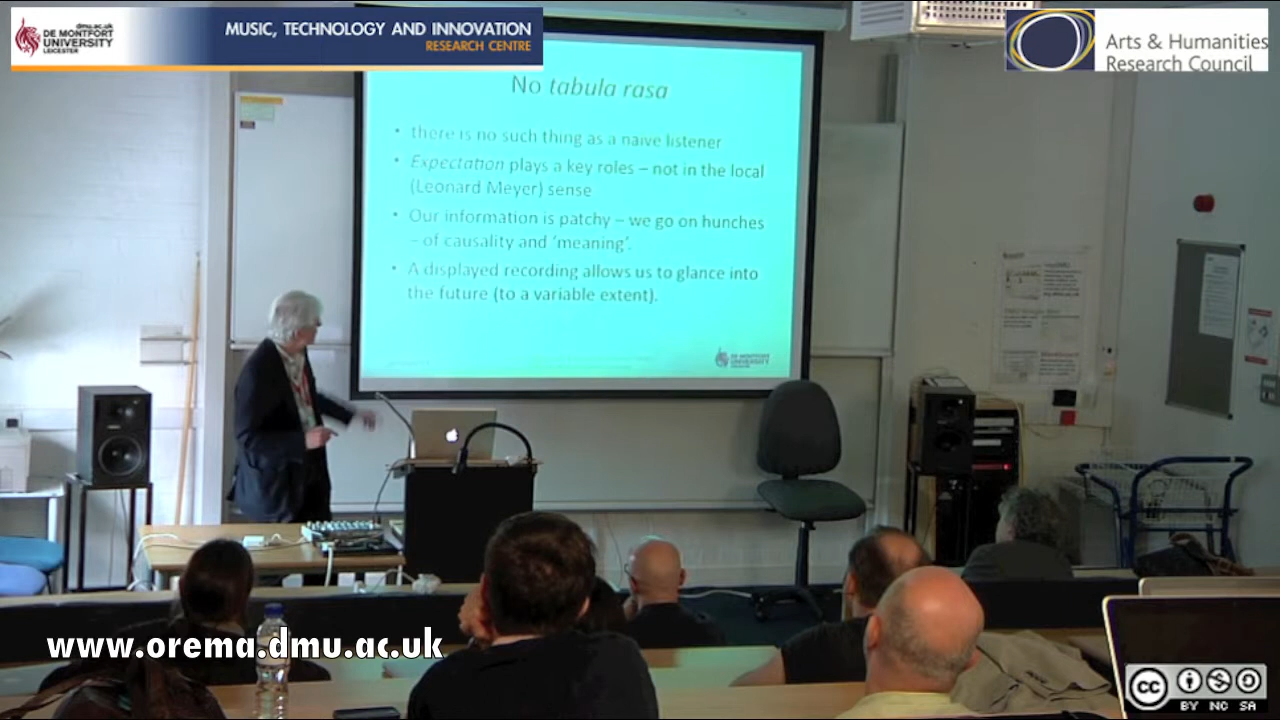 dmu.ac.uk
DE MONTFORT
UNIVERSITY
LEICESTER
MUSIC, TECHNOLOGY AND INNOVATION
RESEARCH CENTRE
Arts & Humanities
Research Council
No tabula rasa
• there is no such thing as a naive listener
• Expectation plays a key roles – not in the local
(Leonard Meyer) sense
• Our information is patchy – we go on hunches
– of causality and 'meaning'.
• A displayed recording allows us to glance into
the future (to a variable extent).
DE MONTFORT
UNIVERSITY
www.orema.dmu.ac.uk
cc
BY NC SA